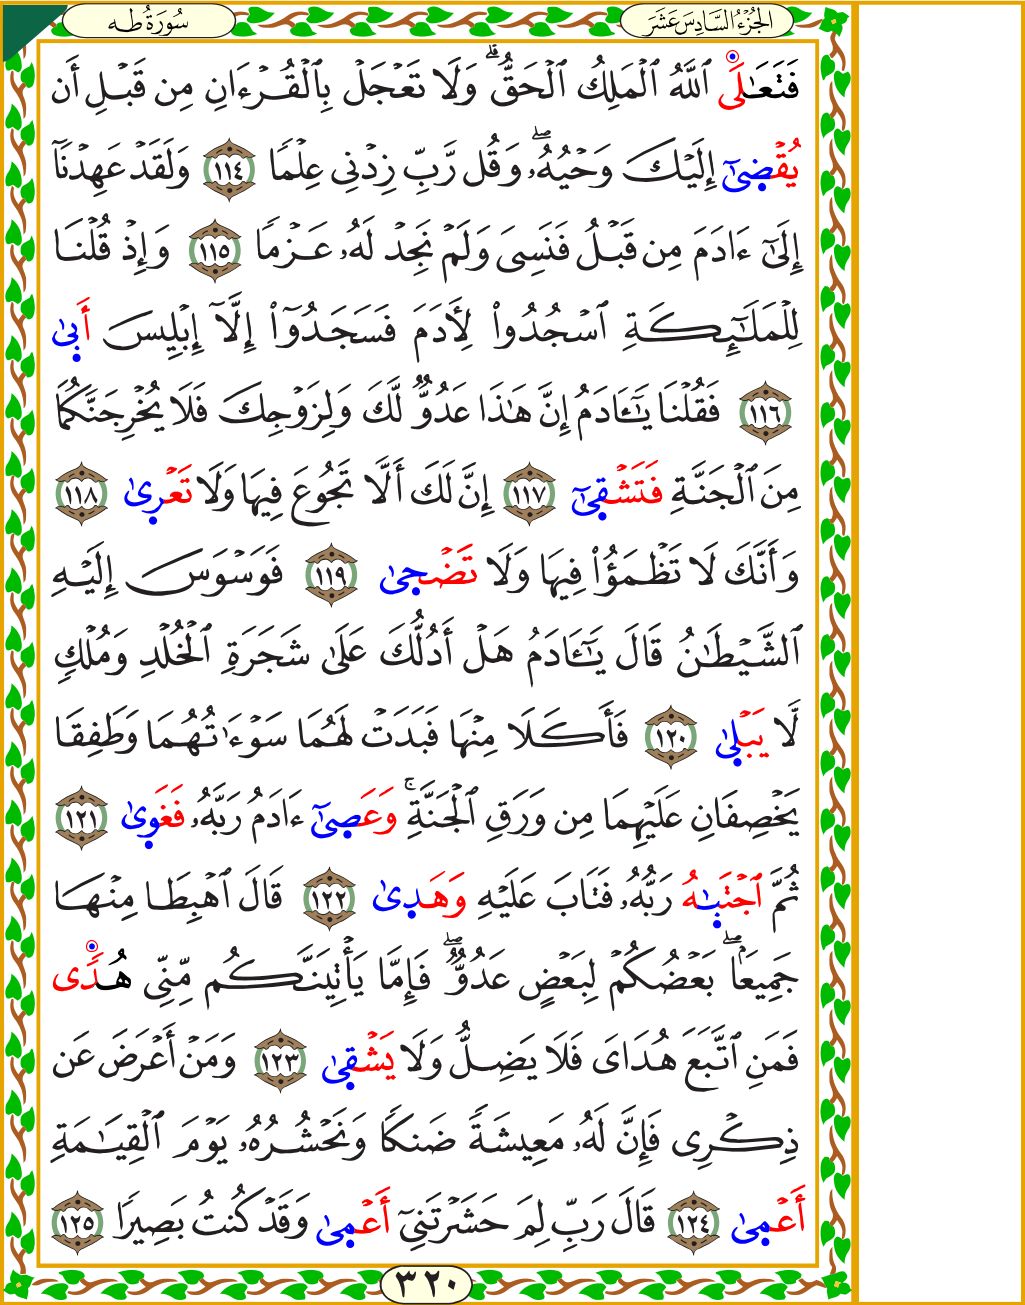 الجُزْءُ السَّادِسَ عَشَرَ
سُورَةُ طه
فَتَعَٰلَى ٱللَّهُ ٱلْمَلِكُ ٱلْحَقُّ ۗ وَلَا تَعْجَلْ بِٱلْقُرْءَانِ مِن قَبْلِ أَن
يُقْضِىٰٓ إِلَيْكَ وَحْيُهُۥ ۖ وَقُل رَّبِّ زِدْنِى عِلْمًا ١١٤ وَلَقَدْ عَهِدْنَآ
إِلَىٰٓ ءَادَمَ مِن قَبْلُ فَنَسِىَ وَلَمْ نَجِدْ لَهُۥ عَزْمًا ١١٥ وَإِذْ قُلْنَا
لِلْمَلَٰٓئِكَةِ ٱسْجُدُوا۟ لِأَدَمَ فَسَجَدُوٓا۟ إِلَّآ إِبْلِيسَ أَبِىٰ
١١٦ فَقُلْنَا يَٰٓـَٔادَمُ إِنَّ هَٰذَا عَدُوٌّ لَّكَ وَلِزَوْجِكَ فَلَا يُخْرِجَنَّكُمَا
مِنَ ٱلْجَنَّةِ فَتَشْقِىٰٓ ١١٧ إِنَّ لَكَ أَلَّا تَجُوعَ فِيهَا وَلَا تَعْرِىٰ ١١٨
وَأَنَّكَ لَا تَظْمَؤُا۟ فِيهَا وَلَا تَضْحِىٰ ١١٩ فَوَسْوَسَ إِلَيْهِ
ٱلشَّيْطَٰنُ قَالَ يَٰٓـَٔادَمُ هَلْ أَدُلُّكَ عَلَىٰ شَجَرَةِ ٱلْخُلْدِ وَمُلْكٍ
لَّا يَبْلِىٰ ١٢٠ فَأَكَلَا مِنْهَا فَبَدَتْ لَهُمَا سَوْءَٰتُهُمَا وَطَفِقَا
يَخْصِفَانِ عَلَيْهِمَا مِن وَرَقِ ٱلْجَنَّةِ ۚ وَعَصِىٰٓ ءَادَمُ رَبَّهُۥ فَغَوِىٰ ١٢١
ثُمَّ ٱجْتَبِٰهُ رَبُّهُۥ فَتَابَ عَلَيْهِ وَهَدِىٰ ١٢٢ قَالَ ٱهْبِطَا مِنْهَا
جَمِيعًۢا ۖ بَعْضُكُمْ لِبَعْضٍ عَدُوٌّ ۖ فَإِمَّا يَأْتِيَنَّكُم مِّنِّى هُدًى
فَمَنِ ٱتَّبَعَ هُدَاىَ فَلَا يَضِلُّ وَلَا يَشْقِىٰ ١٢٣ وَمَنْ أَعْرَضَ عَن
ذِكْرِى فَإِنَّ لَهُۥ مَعِيشَةً ضَنكًا وَنَحْشُرُهُۥ يَوْمَ ٱلْقِيَٰمَةِ
أَعْمِىٰ ١٢٤ قَالَ رَبِّ لِمَ حَشَرْتَنِىٓ أَعْمِىٰ وَقَدْ كُنتُ بَصِيرًا ١٢٥
٣٢٠